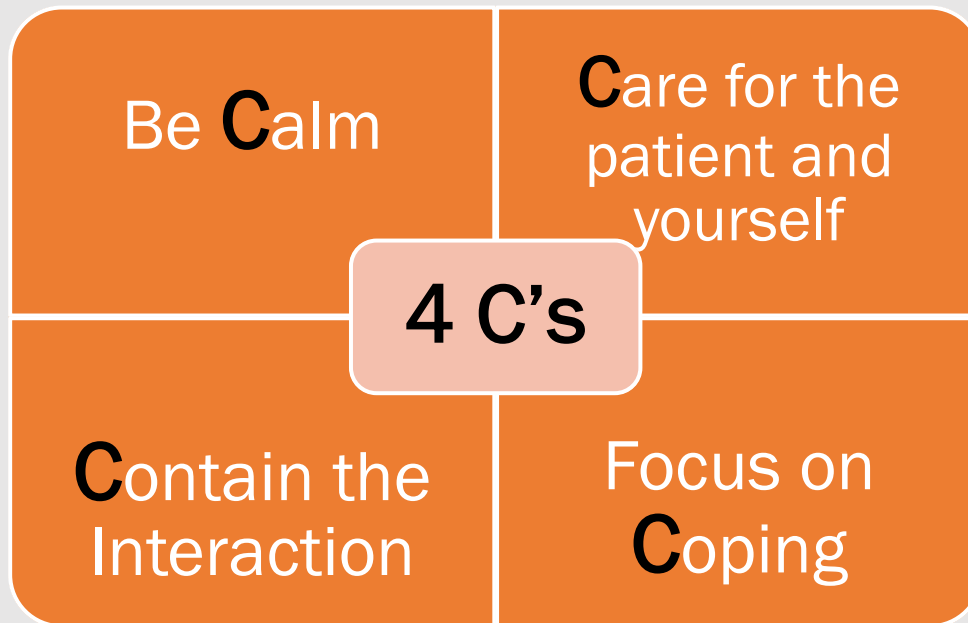 Be Calm
Care for the
patient and
yourself
4 C’s
Contain the
Interaction
Focus on
Coping